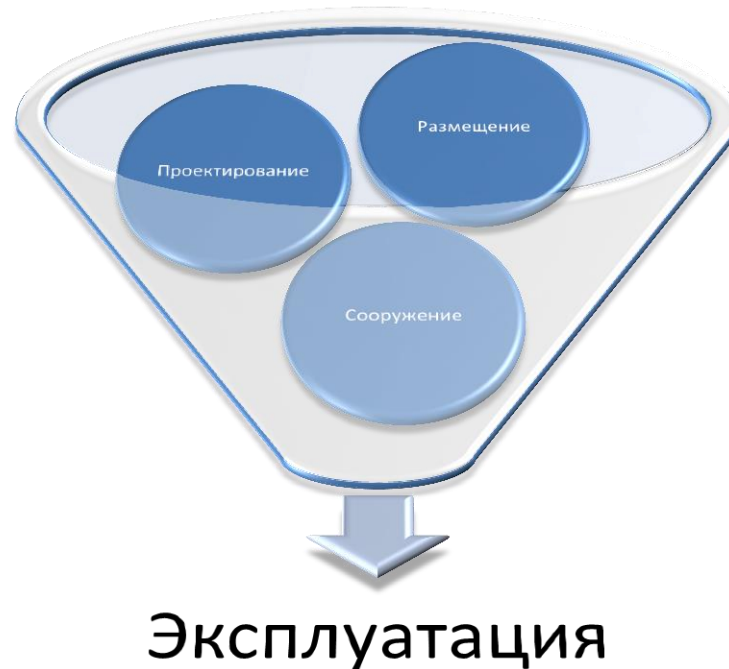 Размещение
Проектирование
Сооружение
Эксплуатация